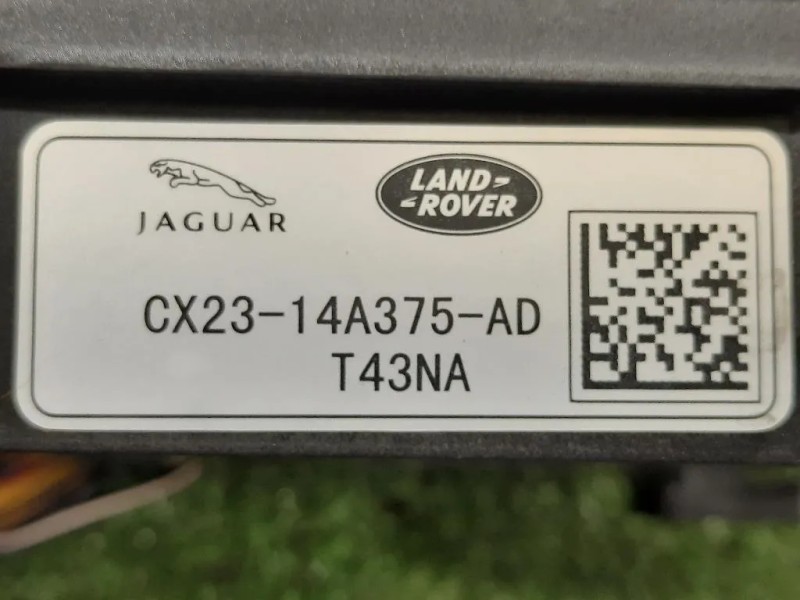 JAGUAR
LAND-
-ROVER
CX23-14A375-AD
T43NA